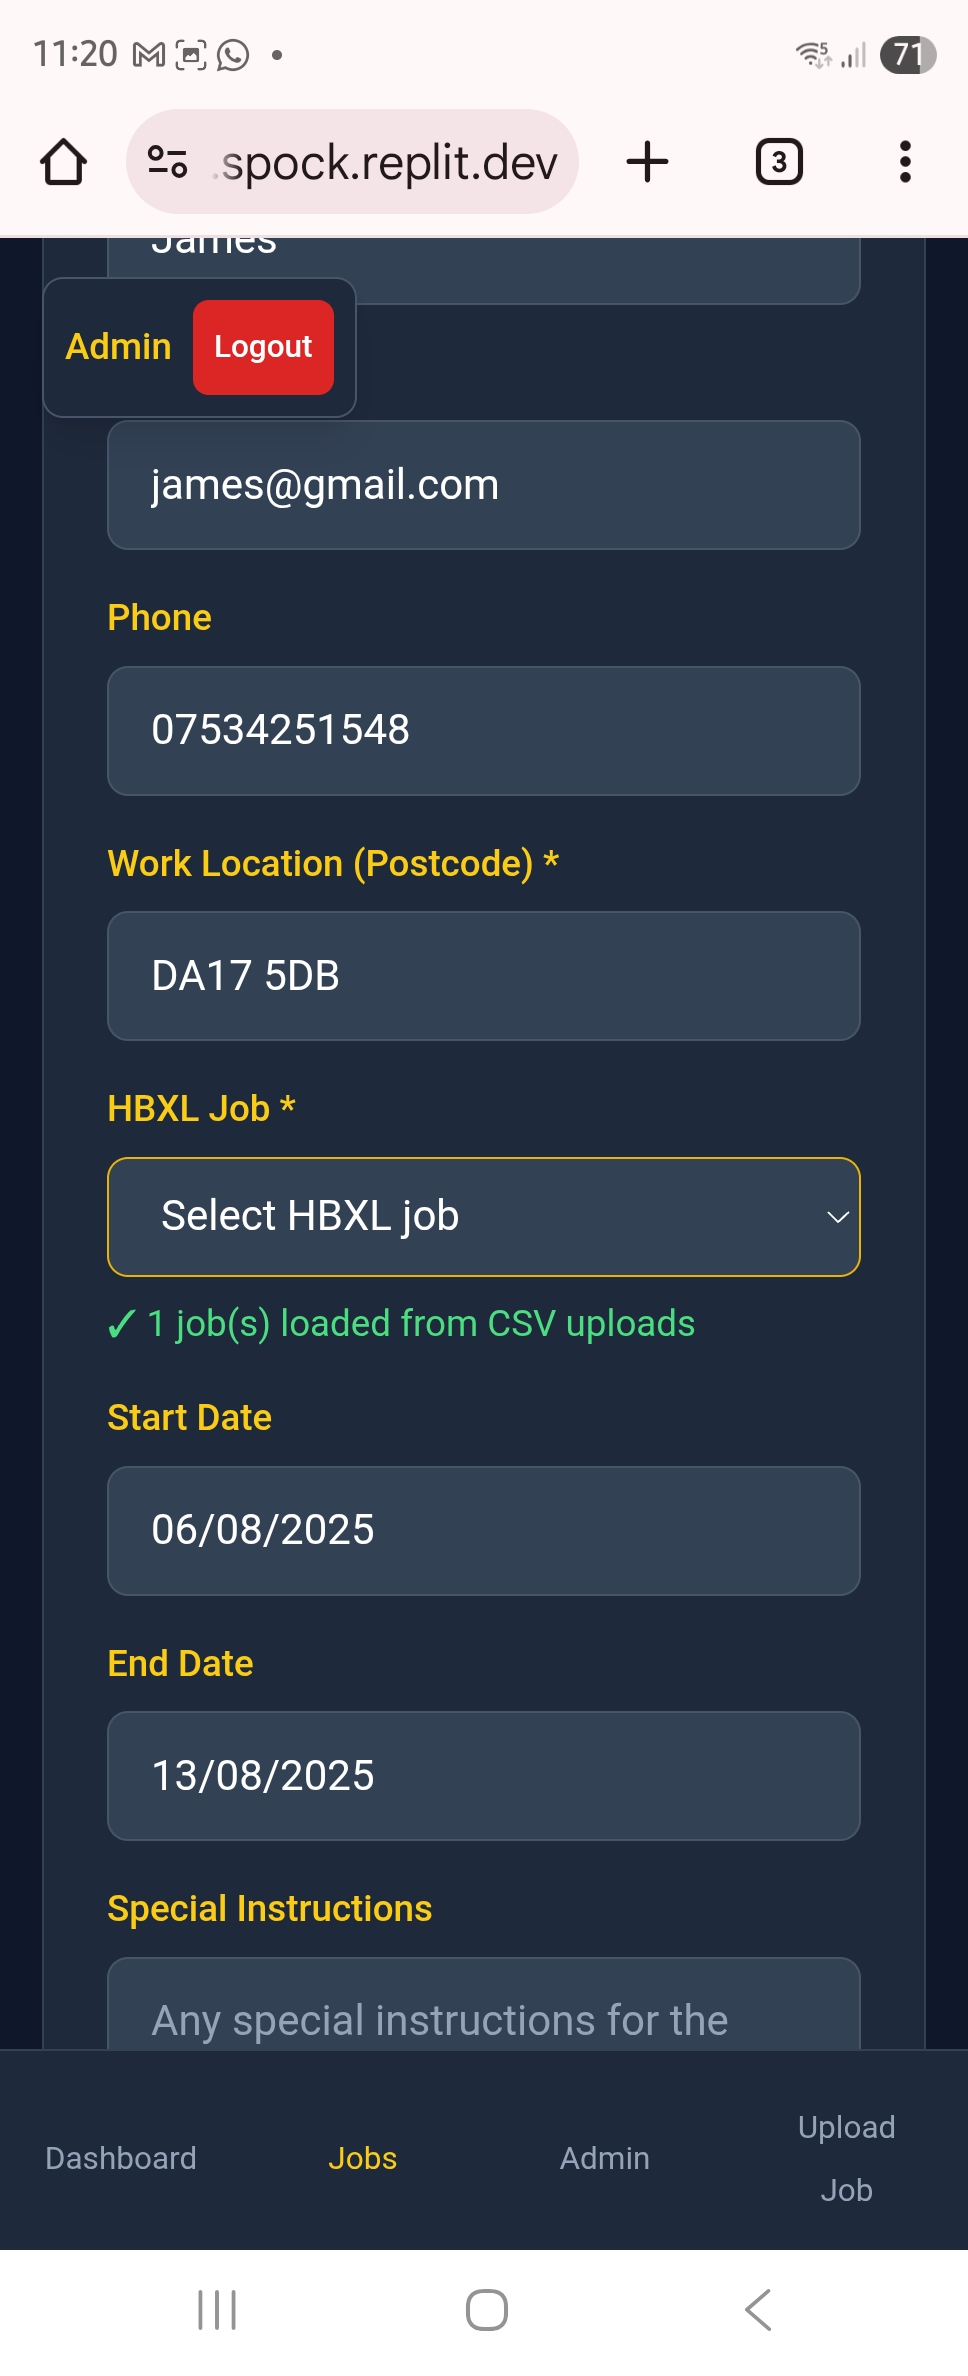 11:20
5
71
.spock.replit.dev
3
James
Admin
Logout
james@gmail.com
Phone
07534251548
Work Location (Postcode) *
DA17 5DB
HBXL Job *
Select HBXL job
✓ 1 job(s) loaded from CSV uploads
Start Date
06/08/2025
End Date
13/08/2025
Special Instructions
Any special instructions for the
Dashboard
Jobs
Admin
Upload
Job